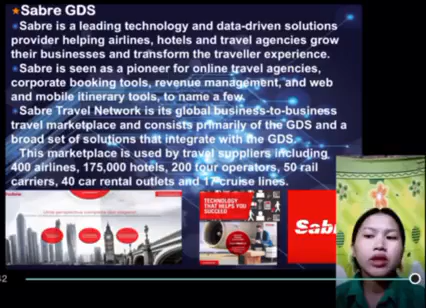 ★Sabre GDS
★Sabre is a leading technology and data-driven solutions
provider helping airlines, hotels and travel agencies grow
their businesses and transform the traveller experience.
★Sabre is seen as a pioneer for online travel agencies,
corporate booking tools, revenue management, and web
and mobile itinerary tools, to name a few.
★Sabre Travel Network is its global business-to-business
travel marketplace and consists primarily of the GDS and a
broad set of solutions that integrate with the GDS.
This marketplace is used by travel suppliers including
400 airlines, 175,000 hotels, 200 tour operators, 50 rail
carriers, 40 car rental outlets and 17 cruise lines.
TECHNOLOGY
THAT HELPS YOU
SUCCEED
Sab